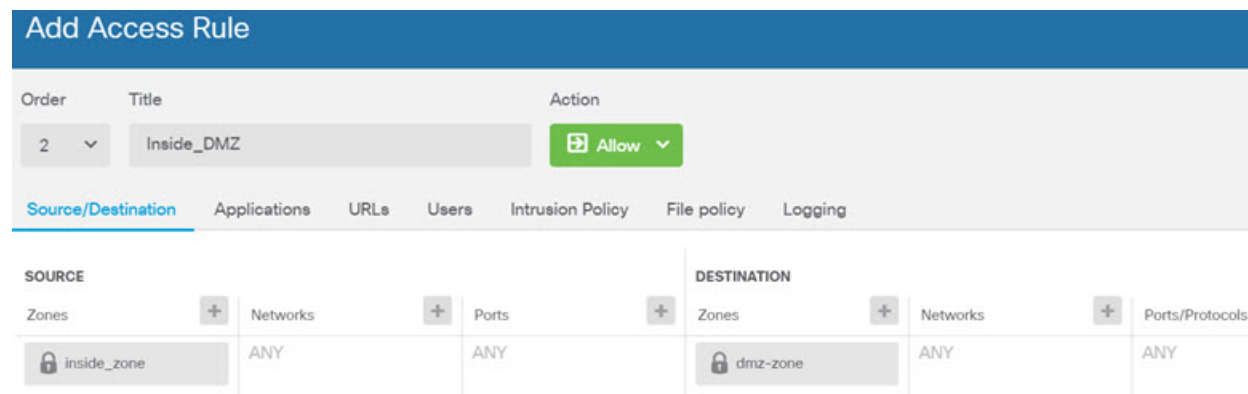 Add Access Rule
Order Title Action
2 Inside_DMZ Allow
Source/Destination Applications URLs Users Intrusion Policy File policy Logging
SOURCE DESTINATION
Zones + Networks + Ports + Zones + Networks + Ports/Protocols
inside_zone ANY ANY dmz-zone ANY ANY